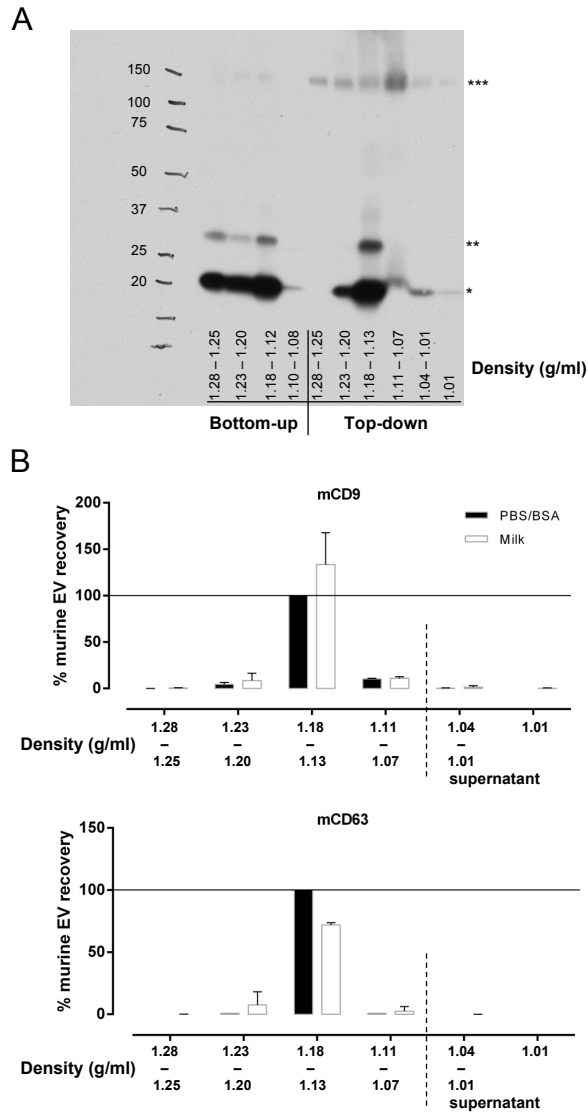 A
150
100
75
50
37
25
20
***
**
*
1.28 – 1.25
1.23 – 1.20
1.18 – 1.12
1.10 – 1.08
1.28 – 1.25
1.23 – 1.20
1.18 – 1.13
1.11 – 1.07
1.04 – 1.01
1.01
Density (g/ml)
Bottom-up Top-down
B
mCD9
PBS/BSA
Milk
% murine EV recovery
200
150
100
50
0
1.28 1.23 1.18 1.11 1.04 1.01
Density (g/ml) – – – – –
1.25 1.20 1.13 1.07 1.01
supernatant
mCD63
% murine EV recovery
150
100
50
0
1.28 1.23 1.18 1.11 1.04 1.01
Density (g/ml) – – – – –
1.25 1.20 1.13 1.07 1.01
supernatant